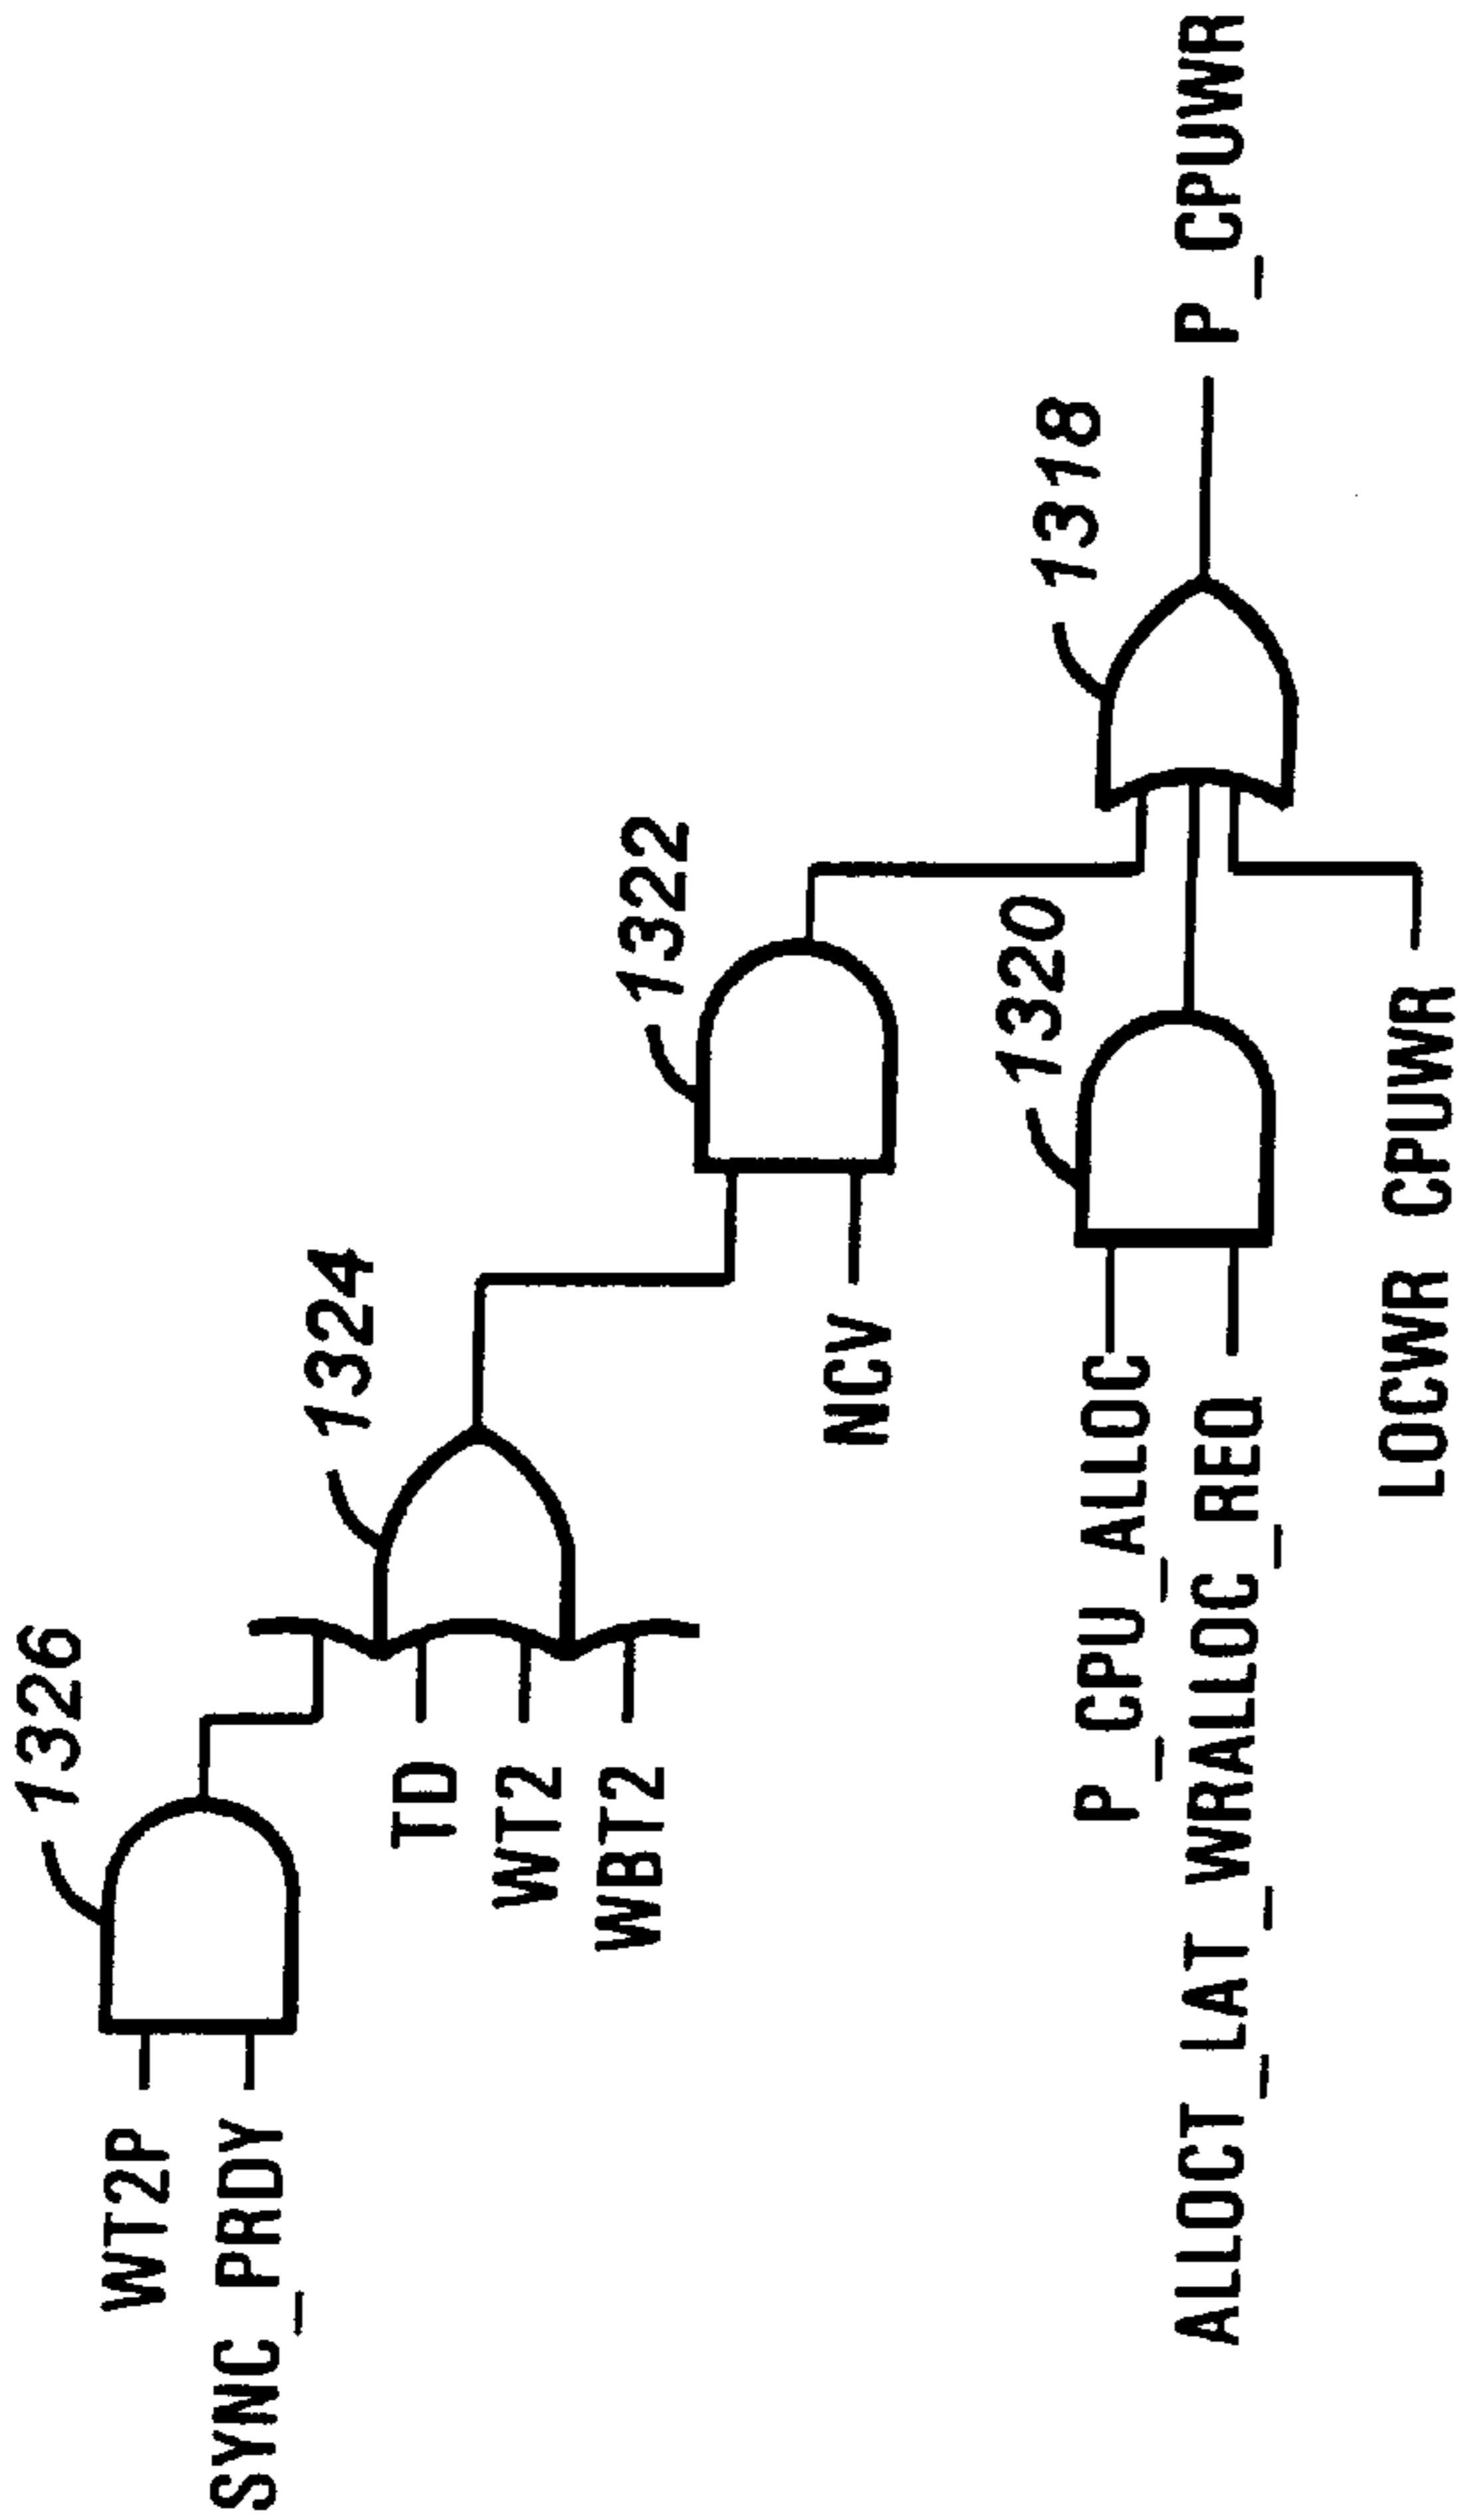 1326
WT2P
SYNC_PRDY
1324
TD
WT2
WBT2
1322
NCV
1320
P_CPU_ALLOC
ALLOCT_LAT_WRALLOC_REQ
1318
P_CPUWR
LOCWR CPUWR